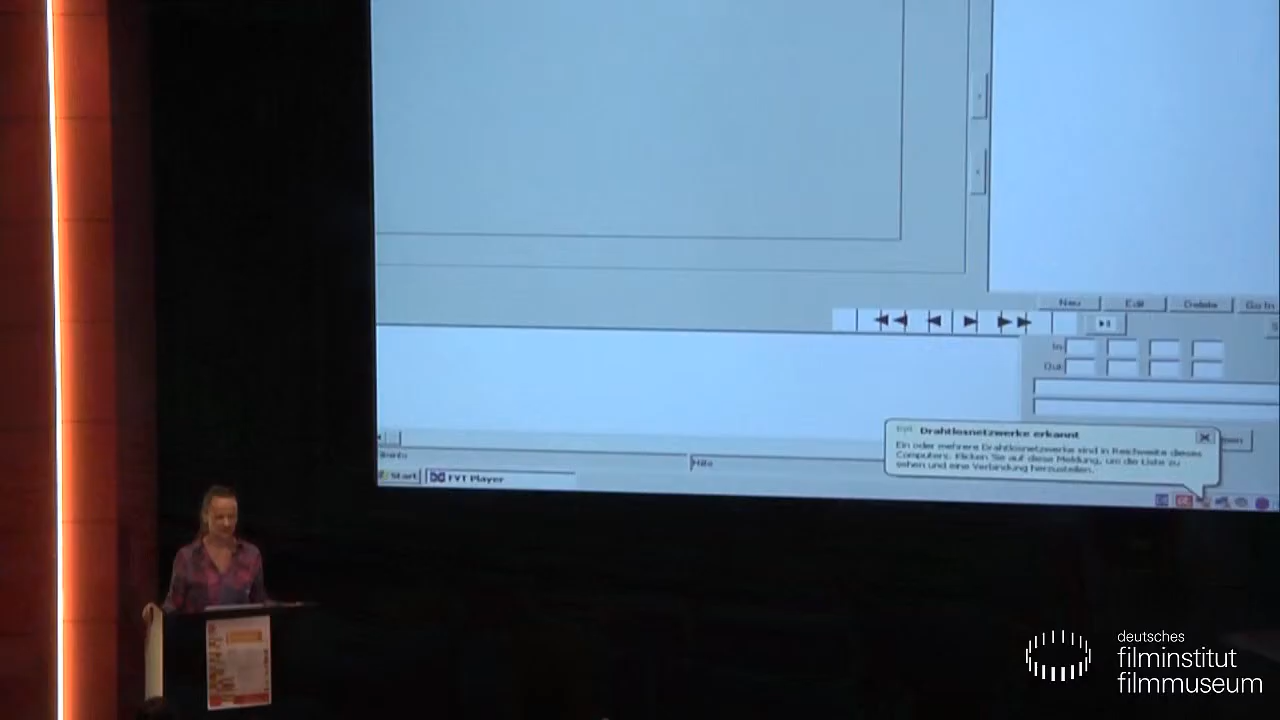 Neu
Edit
Delete
Go In
In
Out
Drahtlosnetzwerke erkannt
Ein oder mehrere Drahtlosnetzwerke sind in Reichweite dieses
Computers. Klicken Sie auf diese Meldung, um die Liste zu
sehen und eine Verbindung herzustellen.
Hilfe
Start
FYT Player
deutsches
filminstitut
filmmuseum